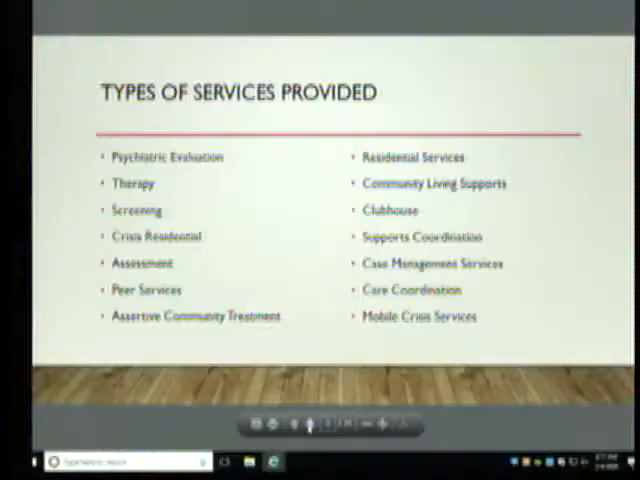 TYPES OF SERVICES PROVIDED
• Psychiatric Evaluation
• Therapy
• Screening
• Crisis Residential
• Assessment
• Peer Services
• Assertive Community Treatment
• Residential Services
• Community Living Supports
• Clubhouse
• Supports Coordination
• Case Management Services
• Care Coordination
• Mobile Crisis Services